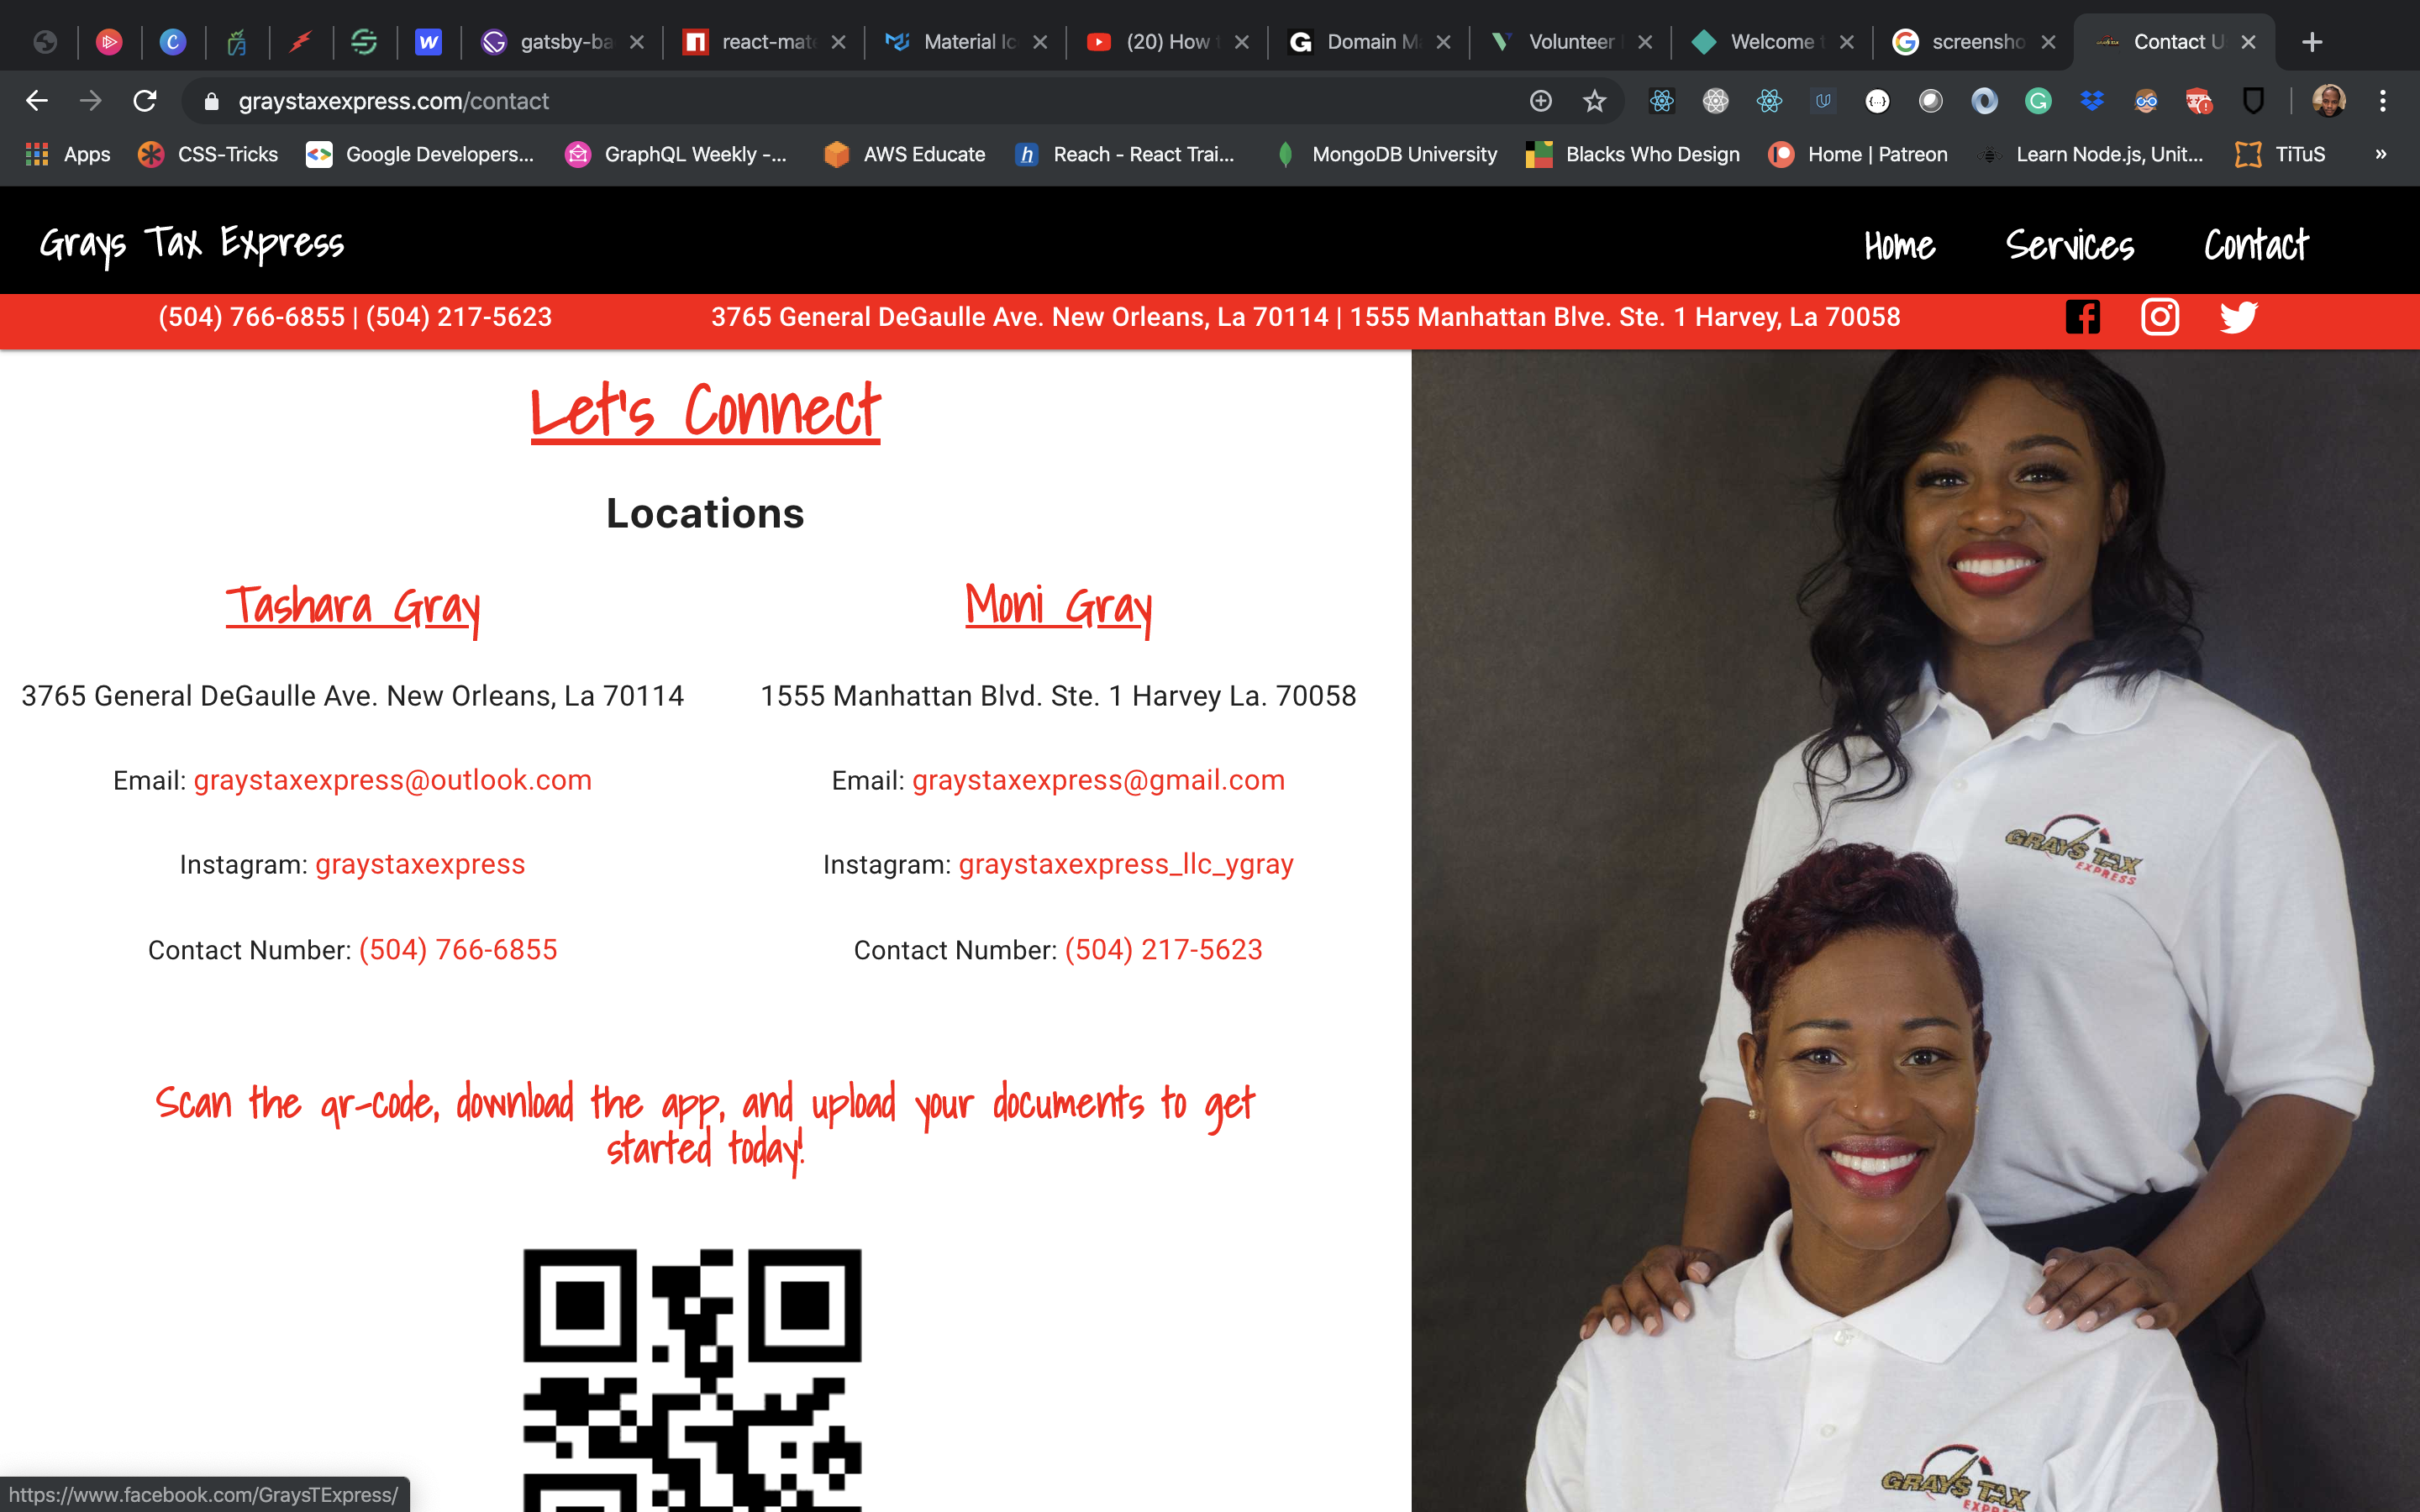 gatsby-ba
react-mate
Material Ic
(20) How t
Domain M
Volunteer
Welcome t
screensho
Contact U
graystaxexpress.com/contact
Apps
CSS-Tricks
Google Developers...
GraphQL Weekly -...
AWS Educate
Reach - React Trai...
MongoDB University
Blacks Who Design
Home | Patreon
Learn Node.js, Unit...
TiTuS
»
Grays Tax Express
Home Services Contact
(504) 766-6855 | (504) 217-5623
3765 General DeGaulle Ave. New Orleans, La 70114 | 1555 Manhattan Blve. Ste. 1 Harvey, La 70058
Let's Connect
Locations
Tashara Gray
3765 General DeGaulle Ave. New Orleans, La 70114
Email: graystaxexpress@outlook.com
Instagram: graystaxexpress
Contact Number: (504) 766-6855
Moni Gray
1555 Manhattan Blvd. Ste. 1 Harvey La. 70058
Email: graystaxexpress@gmail.com
Instagram: graystaxexpress_llc_ygray
Contact Number: (504) 217-5623
Scan the qr-code, download the app, and upload your documents to get
started today!
GRAYS TAX
EXPRESS
GRAYS TAX
EXPRESS
https://www.facebook.com/GraysTExpress/